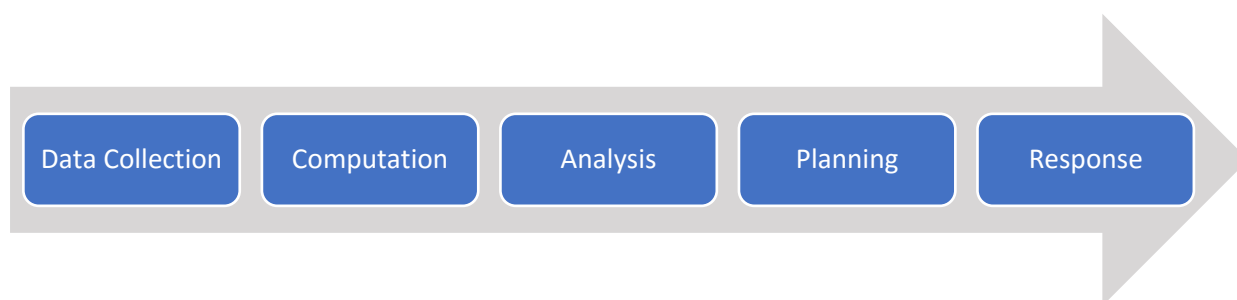 Data Collection
Computation
Analysis
Planning
Response